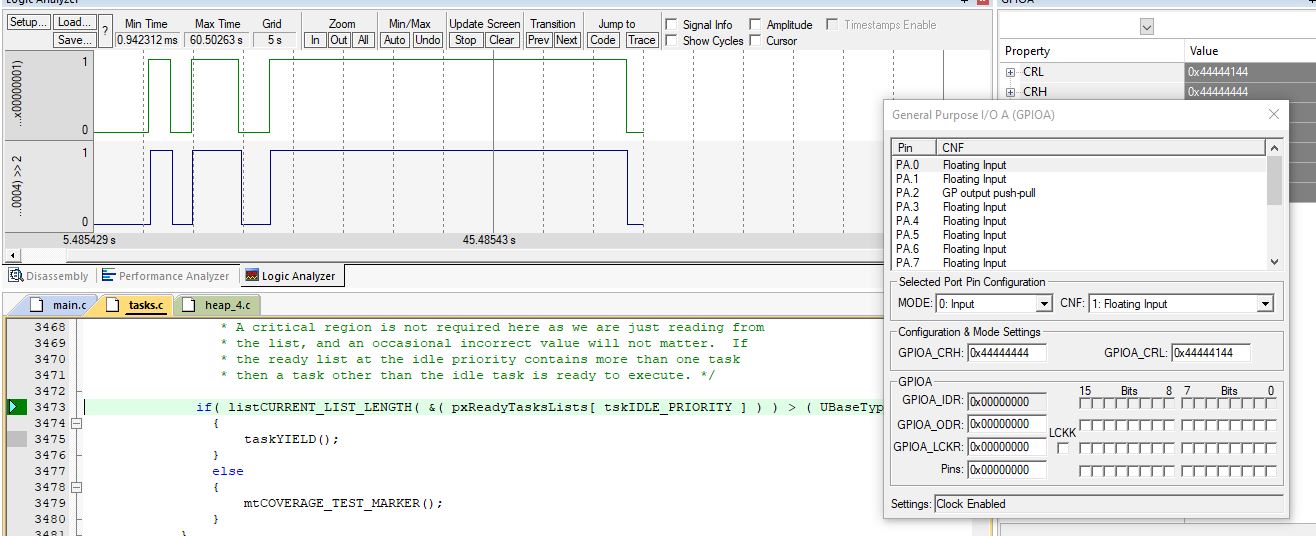 Logic Analyzer
GPIOA
Setup... Load... Save... ?
Min Time Max Time Grid Zoom Min/Max Update Screen Transition Jump to
0.942312 ms 60.50263 s 5 s In Out All Auto Undo Stop Clear Prev Next Code Trace
Signal Info Amplitude Timestamps Enable
Show Cycles Cursor
...x00000001)
1
0
...0004) >> 2
1
0
5.485429 s 45.48543 s
Disassembly Performance Analyzer Logic Analyzer
main.c tasks.c heap_4.c
3468 * A critical region is not required here as we are just reading from
3469 * the list, and an occasional incorrect value will not matter. If
3470 * the ready list at the idle priority contains more than one task
3471 * then a task other than the idle task is ready to execute. */
3472
3473 if( listCURRENT_LIST_LENGTH( &( pxReadyTasksLists[ tskIDLE_PRIORITY ] ) ) > ( UBaseTyp
3474 {
3475 taskYIELD();
3476 }
3477 else
3478 {
3479 mtCOVERAGE_TEST_MARKER();
3480 }
3481 }
Property Value
CRL 0x44444144
CRH 0x44444444
General Purpose I/O A (GPIOA)
Pin CNF
PA.0 Floating Input
PA.1 Floating Input
PA.2 GP output push-pull
PA.3 Floating Input
PA.4 Floating Input
PA.5 Floating Input
PA.6 Floating Input
PA.7 Floating Input
Selected Port Pin Configuration
MODE: 0: Input CNF: 1: Floating Input
Configuration & Mode Settings
GPIOA_CRH: 0x44444444 GPIOA_CRL: 0x44444144
GPIOA
15 Bits 8 7 Bits 0
GPIOA_IDR: 0x00000000
GPIOA_ODR: 0x00000000
LCKK
GPIOA_LCKR: 0x00000000
Pins: 0x00000000
Settings: Clock Enabled